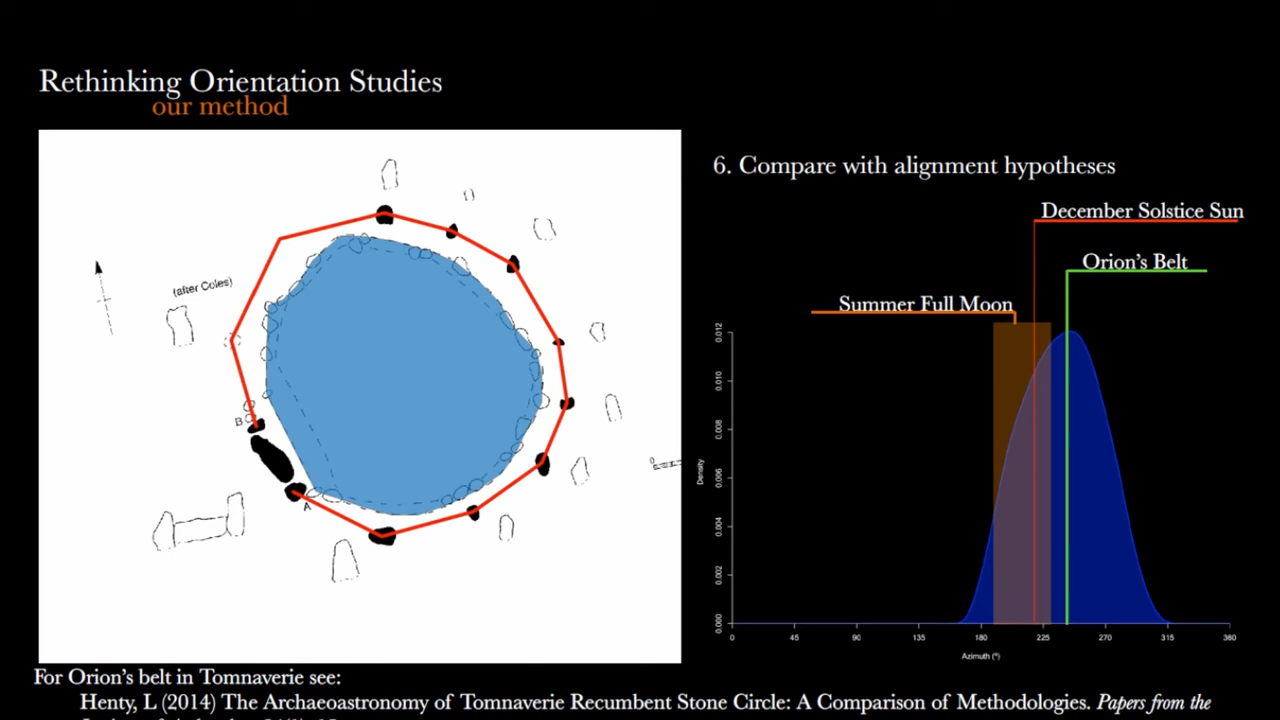 Rethinking Orientation Studies
our method
6. Compare with alignment hypotheses
December Solstice Sun
Orion's Belt
Summer Full Moon
(after Coles)
B
A
0.012
0.010
0.008
0.006
0.004
0.002
0.000
Density
0 45 90 135 180 225 270 315 360
Azimuth (º)
For Orion's belt in Tomnaverie see:
Henty, L (2014) The Archaeoastronomy of Tomnaverie Recumbent Stone Circle: A Comparison of Methodologies. Papers from the